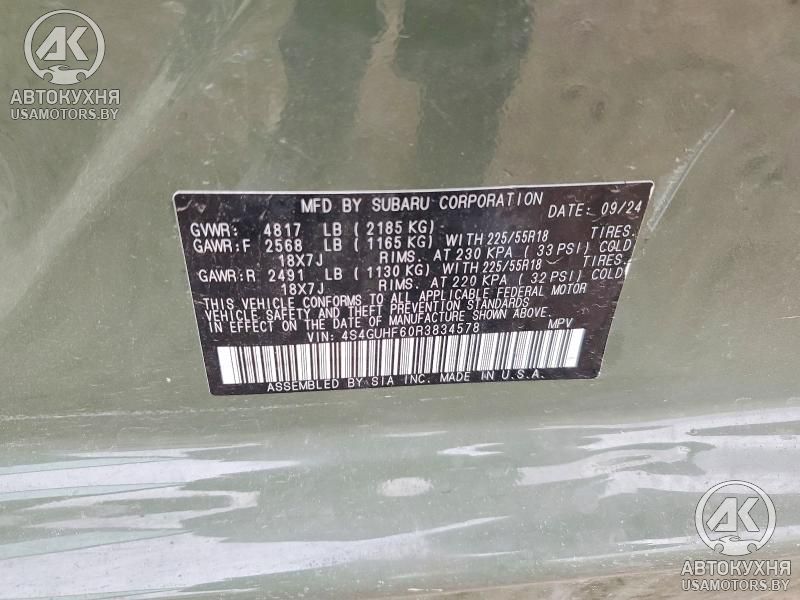 AK
АВТОКУХНЯ
USAMOTORS.BY
MFD BY SUBARU CORPORATION DATE: 09/24
GVWR: 4817 LB ( 2185 KG) TIRES.
GAWR:F 2568 LB ( 1165 KG) WITH 225/55R18
18X7J RIMS. AT 230 KPA ( 33 PSI) COLD
GAWR:R 2491 LB ( 1130 KG) WITH 225/55R18 TIRES.
18X7J RIMS. AT 220 KPA ( 32 PSI) COLD
THIS VEHICLE CONFORMS TO ALL APPLICABLE FEDERAL MOTOR
VEHICLE SAFETY AND THEFT PREVENTION STANDARDS
IN EFFECT ON THE DATE OF MANUFACTURE SHOWN ABOVE.
VIN: 4S4GUHF60R3834578 MPV
ASSEMBLED BY SIA INC. MADE IN U.S.A.
AK
АВТОКУХНЯ
USAMOTORS.BY